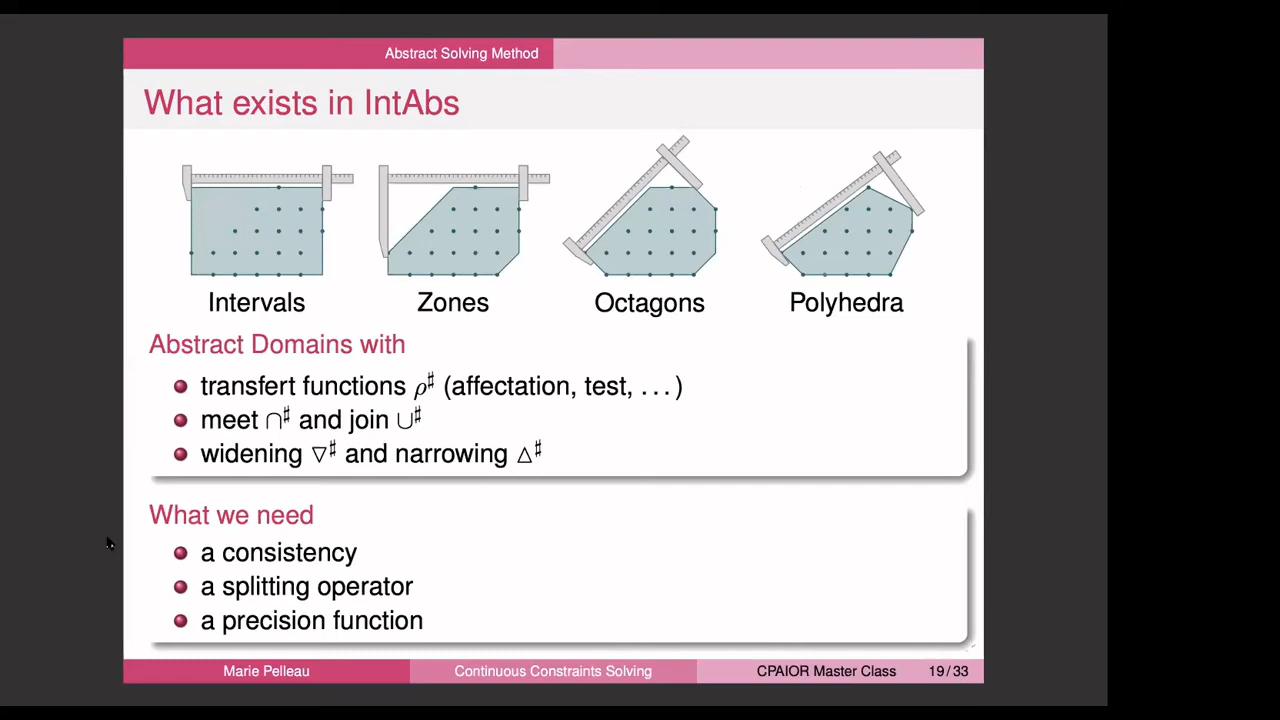 Abstract Solving Method
What exists in IntAbs
Intervals Zones Octagons Polyhedra
Abstract Domains with
transfert functions ρ♯ (affectation, test, ...)
meet ∩♯ and join ∪♯
widening ▽♯ and narrowing △♯
What we need
a consistency
a splitting operator
a precision function
Marie Pelleau Continuous Constraints Solving CPAIOR Master Class 19/33